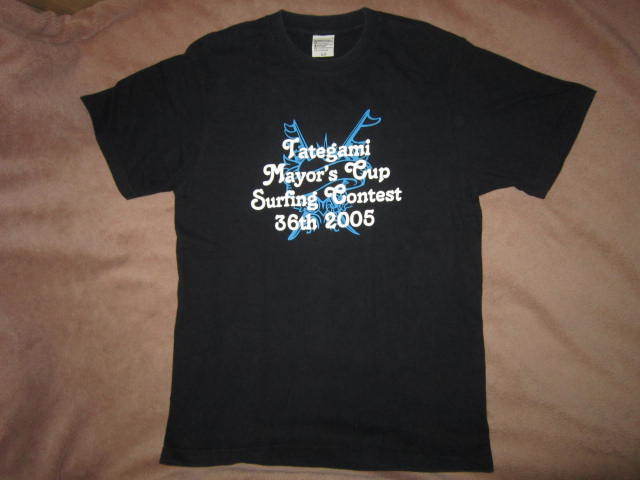 Tategami
Mayor's Cup
Surfing Contest
36th 2005